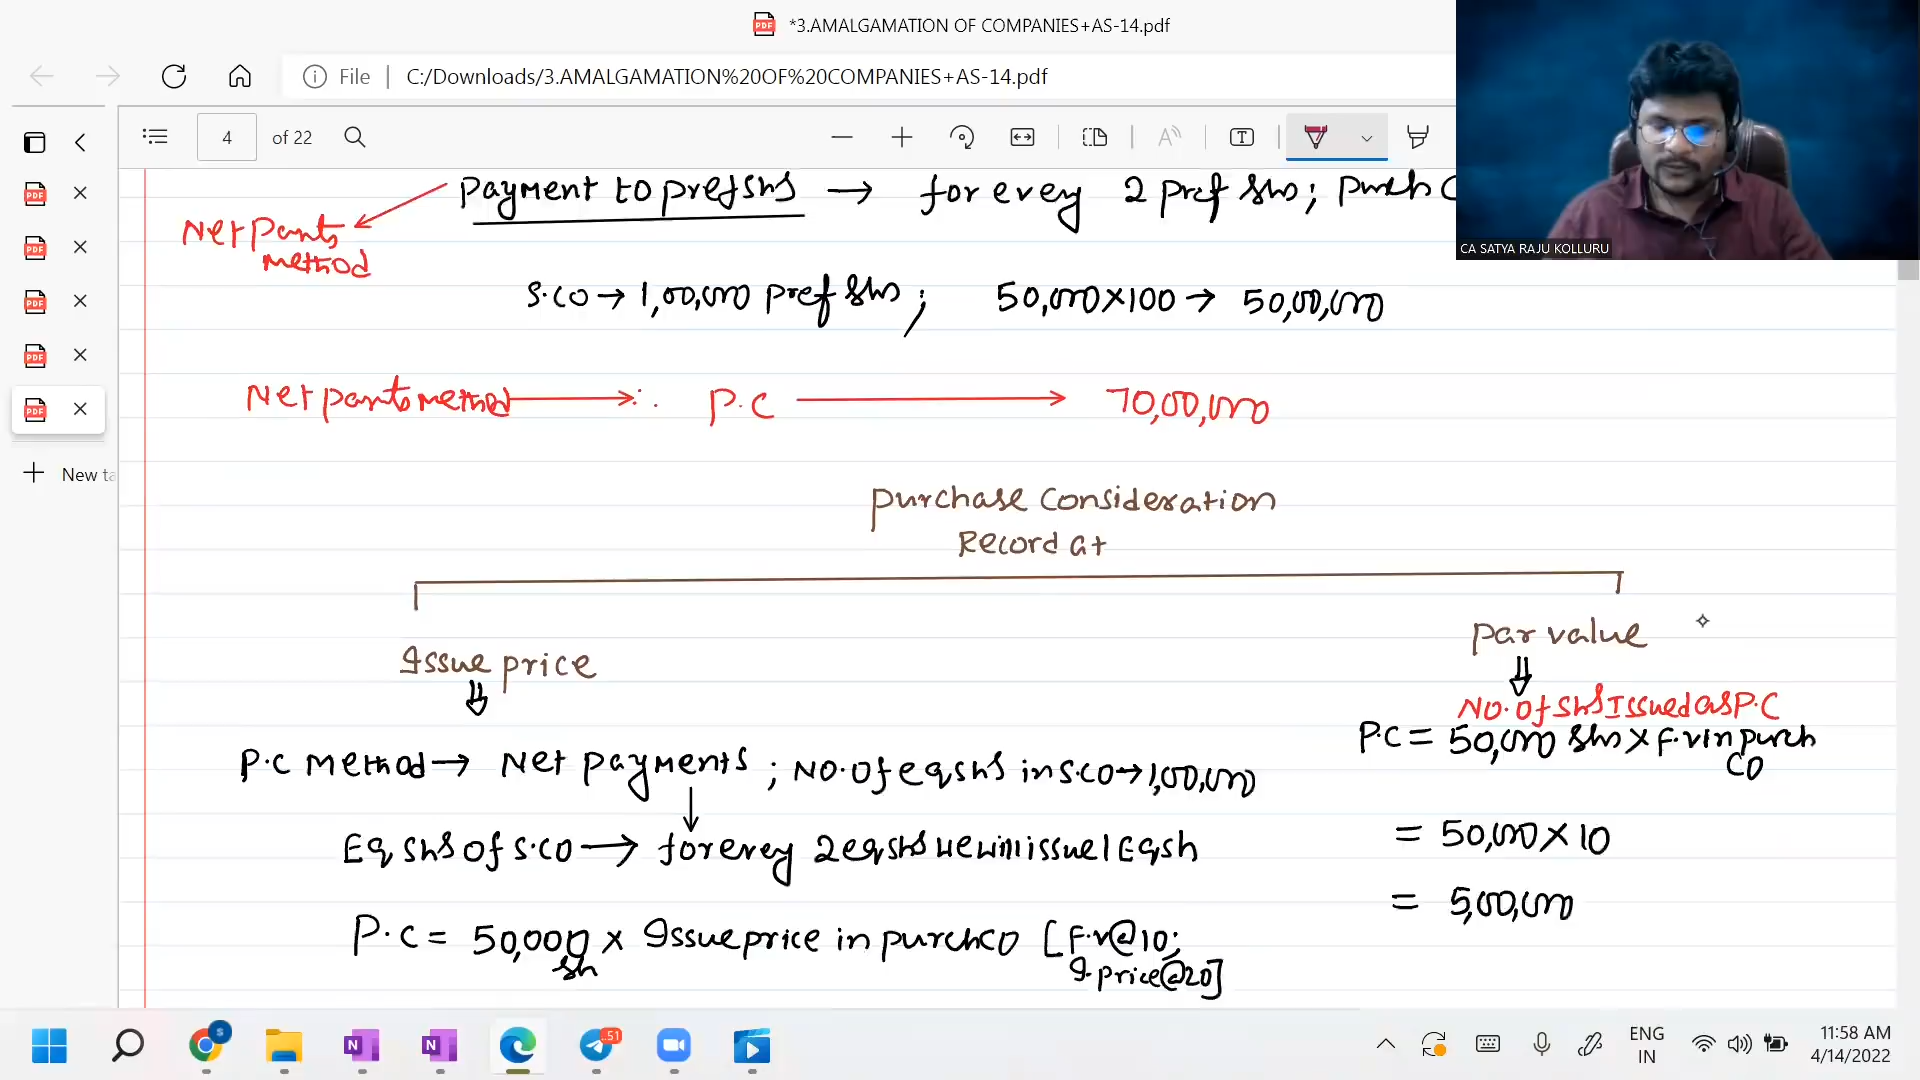 *3.AMALGAMATION OF COMPANIES+AS-14.pdf
File | C:/Downloads/3.AMALGAMATION%20OF%20COMPANIES+AS-14.pdf
4 of 22
Payment to prefshs → for every 2 pref shs; purch C
Net Paymts method
S.CO → 1,00,000 pref shs; 50,000×100 → 50,00,000
Net paymts method → ∴ P.C → 70,00,000
New ta
purchase consideration
Record at
Issue price
par value
⇓
⇓
NO. of shs Issued as P.C
P.C = 50,000 shs × F.v in purch CO
P.C method → Net payments; NO. of eq shs in S.CO → 1,00,000
Eq shs of S.CO → for every 2 eq shs we will issue 1 Eq sh
= 50,000 × 10
= 5,00,000
P.C = 50,000 sh × Issue price in purch CO [F.v@10;
I.price@20]
CA SATYA RAJU KOLLURU
51
ENG
IN
11:58 AM
4/14/2022